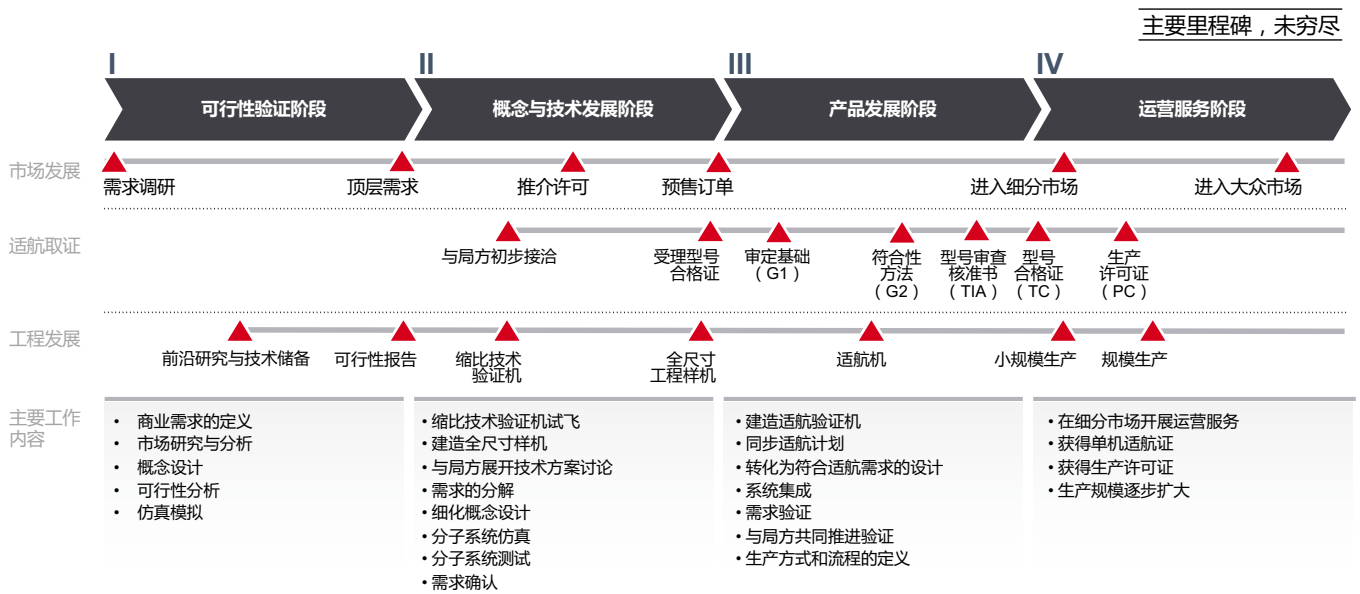 主要里程碑，未穷尽
I
II
III
IV
可行性验证阶段
概念与技术发展阶段
产品发展阶段
运营服务阶段
市场发展
需求调研
顶层需求
推介许可
预售订单
进入细分市场
进入大众市场
适航取证
与局方初步接洽
受理型号
合格证
审定基础
（G1）
符合性
方法
（G2）
型号审查
核准书
（TIA）
型号
合格证
（TC）
生产
许可证
（PC）
工程发展
前沿研究与技术储备
可行性报告
缩比技术
验证机
全尺寸
工程样机
适航机
小规模生产
规模生产
主要工作
内容
• 商业需求的定义
• 市场研究与分析
• 概念设计
• 可行性分析
• 仿真模拟
• 缩比技术验证机试飞
• 建造全尺寸样机
• 与局方展开技术方案讨论
• 需求的分解
• 细化概念设计
• 分子系统仿真
• 分子系统测试
• 需求确认
• 建造适航验证机
• 同步适航计划
• 转化为符合适航需求的设计
• 系统集成
• 需求验证
• 与局方共同推进验证
• 生产方式和流程的定义
• 在细分市场开展运营服务
• 获得单机适航证
• 获得生产许可证
• 生产规模逐步扩大